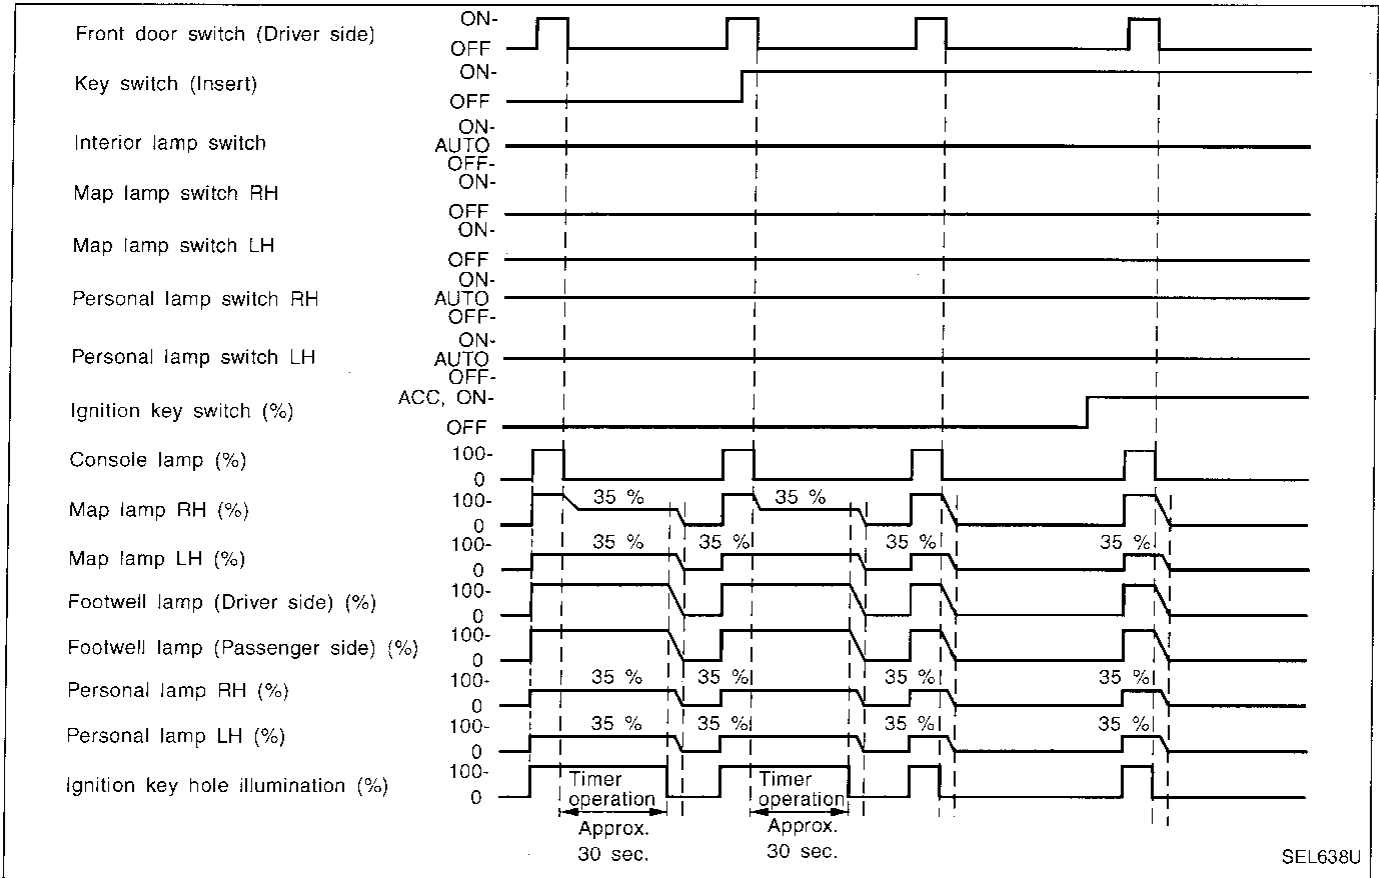 Front door switch (Driver side)
ON-
OFF
Key switch (Insert)
ON-
OFF
Interior lamp switch
ON-
AUTO
OFF-
Map lamp switch RH
ON-
OFF
Map lamp switch LH
ON-
OFF
Personal lamp switch RH
ON-
AUTO
OFF-
Personal lamp switch LH
ON-
AUTO
OFF-
Ignition key switch (%)
ACC, ON-
OFF
Console lamp (%)
100-
0
Map lamp RH (%)
100-
0
35 % 35 %
Map lamp LH (%)
100-
0
35 % 35 % 35 % 35 %
Footwell lamp (Driver side) (%)
100-
0
Footwell lamp (Passenger side) (%)
100-
0
Personal lamp RH (%)
100-
0
35 % 35 % 35 % 35 %
Personal lamp LH (%)
100-
0
35 % 35 % 35 % 35 %
Ignition key hole illumination (%)
100-
0
Timer
operation
Approx.
30 sec.
Timer
operation
Approx.
30 sec.
SEL638U